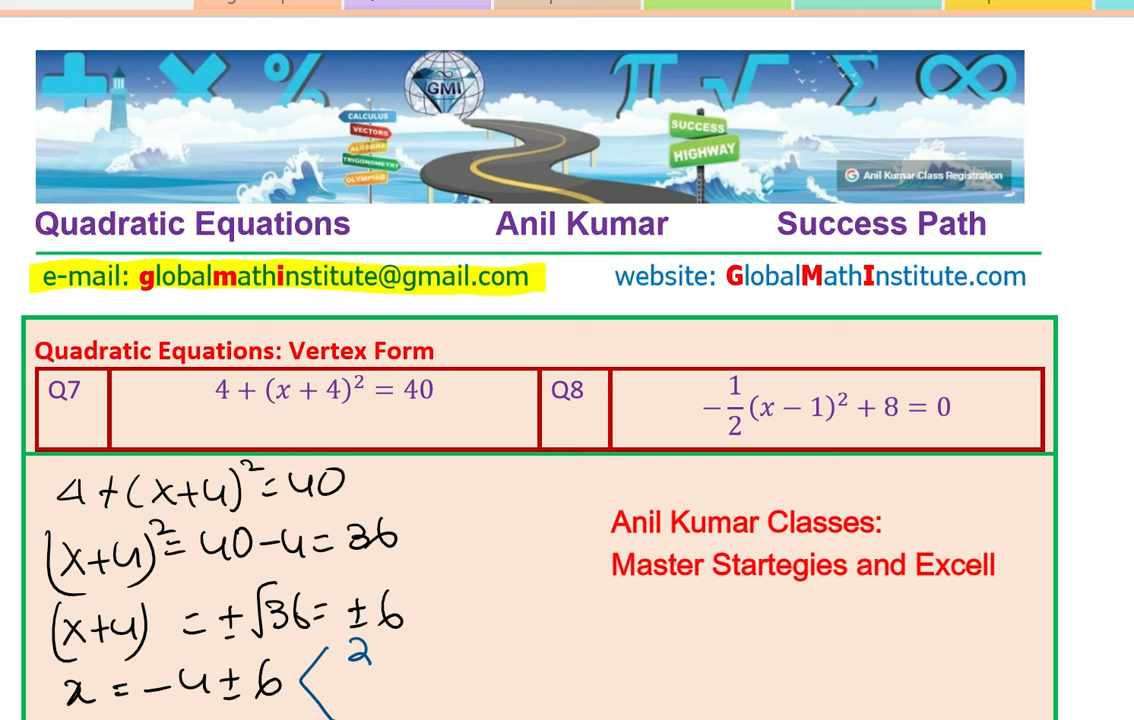 GMI
CALCULUS
VECTORS
ALGEBRA
TRIGONOMETRY
OLYMPIAD
SUCCESS
HIGHWAY
Anil Kumar Class Registration
Quadratic Equations Anil Kumar Success Path
e-mail: globalmathinstitute@gmail.com website: GlobalMathInstitute.com
Quadratic Equations: Vertex Form
Q7 4 + (x + 4)² = 40 Q8 −1/2(x − 1)² + 8 = 0
4+(x+4)²=40
(x+4)²=40-4=36
(x+4) = ±√36= ±6
x = -4±6 < 2
Anil Kumar Classes:
Master Startegies and Excell